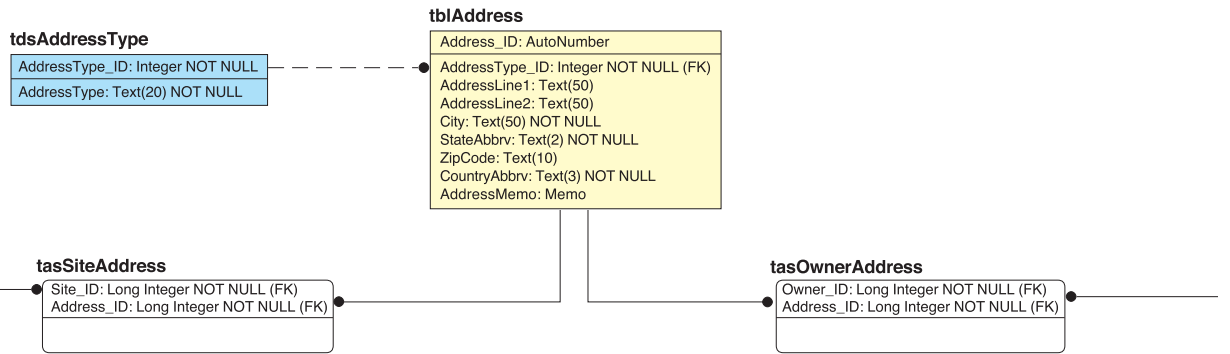 tblAddress
tdsAddressType
Address_ID: AutoNumber
AddressType_ID: Integer NOT NULL
AddressType: Text(20) NOT NULL
AddressType_ID: Integer NOT NULL (FK)
AddressLine1: Text(50)
AddressLine2: Text(50)
City: Text(50) NOT NULL
StateAbbrv: Text(2) NOT NULL
ZipCode: Text(10)
CountryAbbrv: Text(3) NOT NULL
AddressMemo: Memo
tasSiteAddress
Site_ID: Long Integer NOT NULL (FK)
Address_ID: Long Integer NOT NULL (FK)
tasOwnerAddress
Owner_ID: Long Integer NOT NULL (FK)
Address_ID: Long Integer NOT NULL (FK)